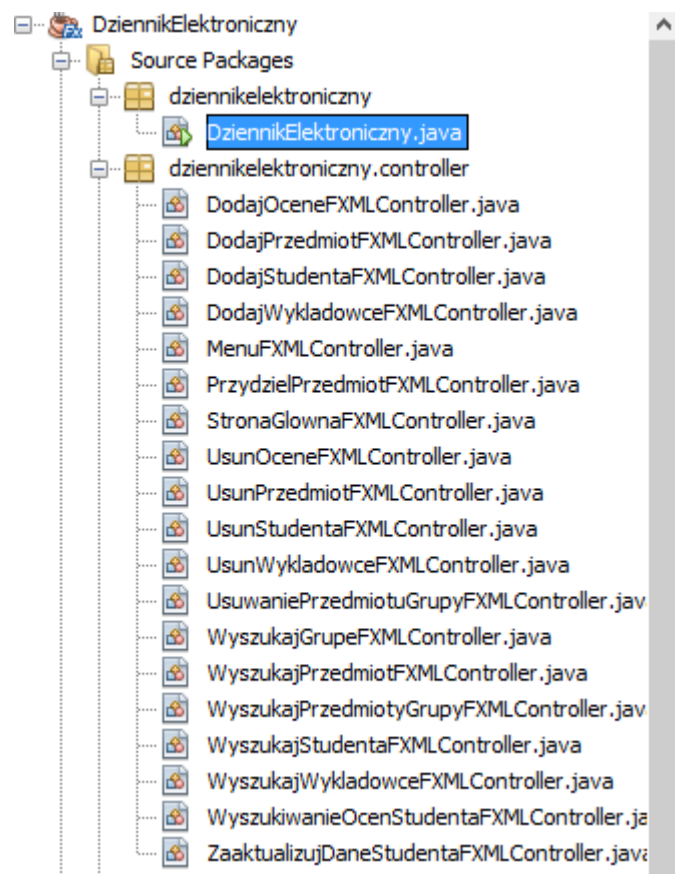 DziennikElektroniczny
Source Packages
dziennikelektroniczny
DziennikElektroniczny.java
dziennikelektroniczny.controller
DodajOceneFXMLController.java
DodajPrzedmiotFXMLController.java
DodajStudentaFXMLController.java
DodajWykladowceFXMLController.java
MenuFXMLController.java
PrzydzielPrzedmiotFXMLController.java
StronaGlownaFXMLController.java
UsunOceneFXMLController.java
UsunPrzedmiotFXMLController.java
UsunStudentaFXMLController.java
UsunWykladowceFXMLController.java
UsuwaniePrzedmiotuGrupyFXMLController.jav
WyszukajGrupeFXMLController.java
WyszukajPrzedmiotFXMLController.java
WyszukajPrzedmiotyGrupyFXMLController.jav
WyszukajStudentaFXMLController.java
WyszukajWykladowceFXMLController.java
WyszukiwanieOcenStudentaFXMLController.ja
ZaaktualizujDaneStudentaFXMLController.java